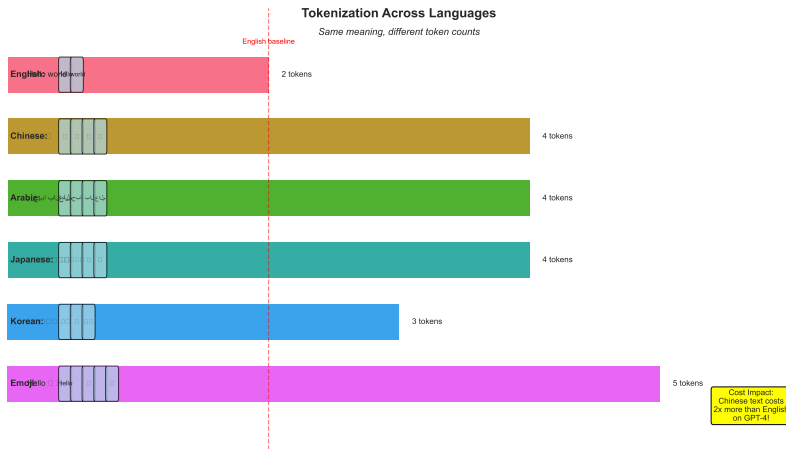 Tokenization Across Languages
Same meaning, different token counts
English baseline
English:
2 tokens
Chinese:
4 tokens
Arabic:
4 tokens
Japanese:
4 tokens
Korean:
3 tokens
Emoji:
Hello
Hello
5 tokens
Cost Impact:
Chinese text costs
2x more than English
on GPT-4!